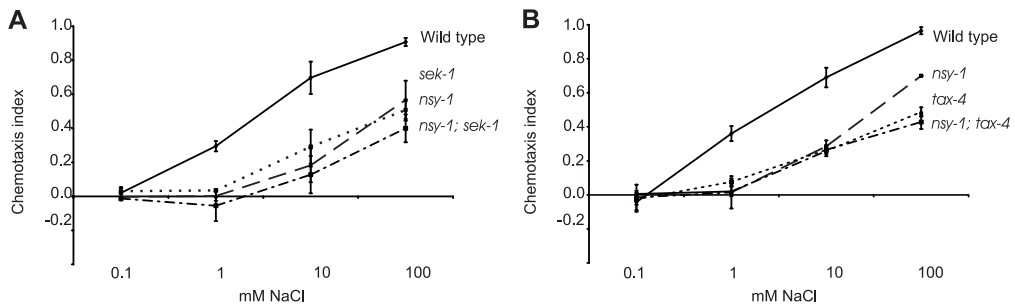 A
1.0
0.8
0.6
0.4
0.2
0.0
-0.2
Chemotaxis index
Wild type
sek-1
nsy-1
nsy-1; sek-1
0.1 1 10 100
mM NaCl
B
1.0
0.8
0.6
0.4
0.2
0.0
-0.2
Chemotaxis index
Wild type
nsy-1
tax-4
nsy-1; tax-4
0.1 1 10 100
mM NaCl